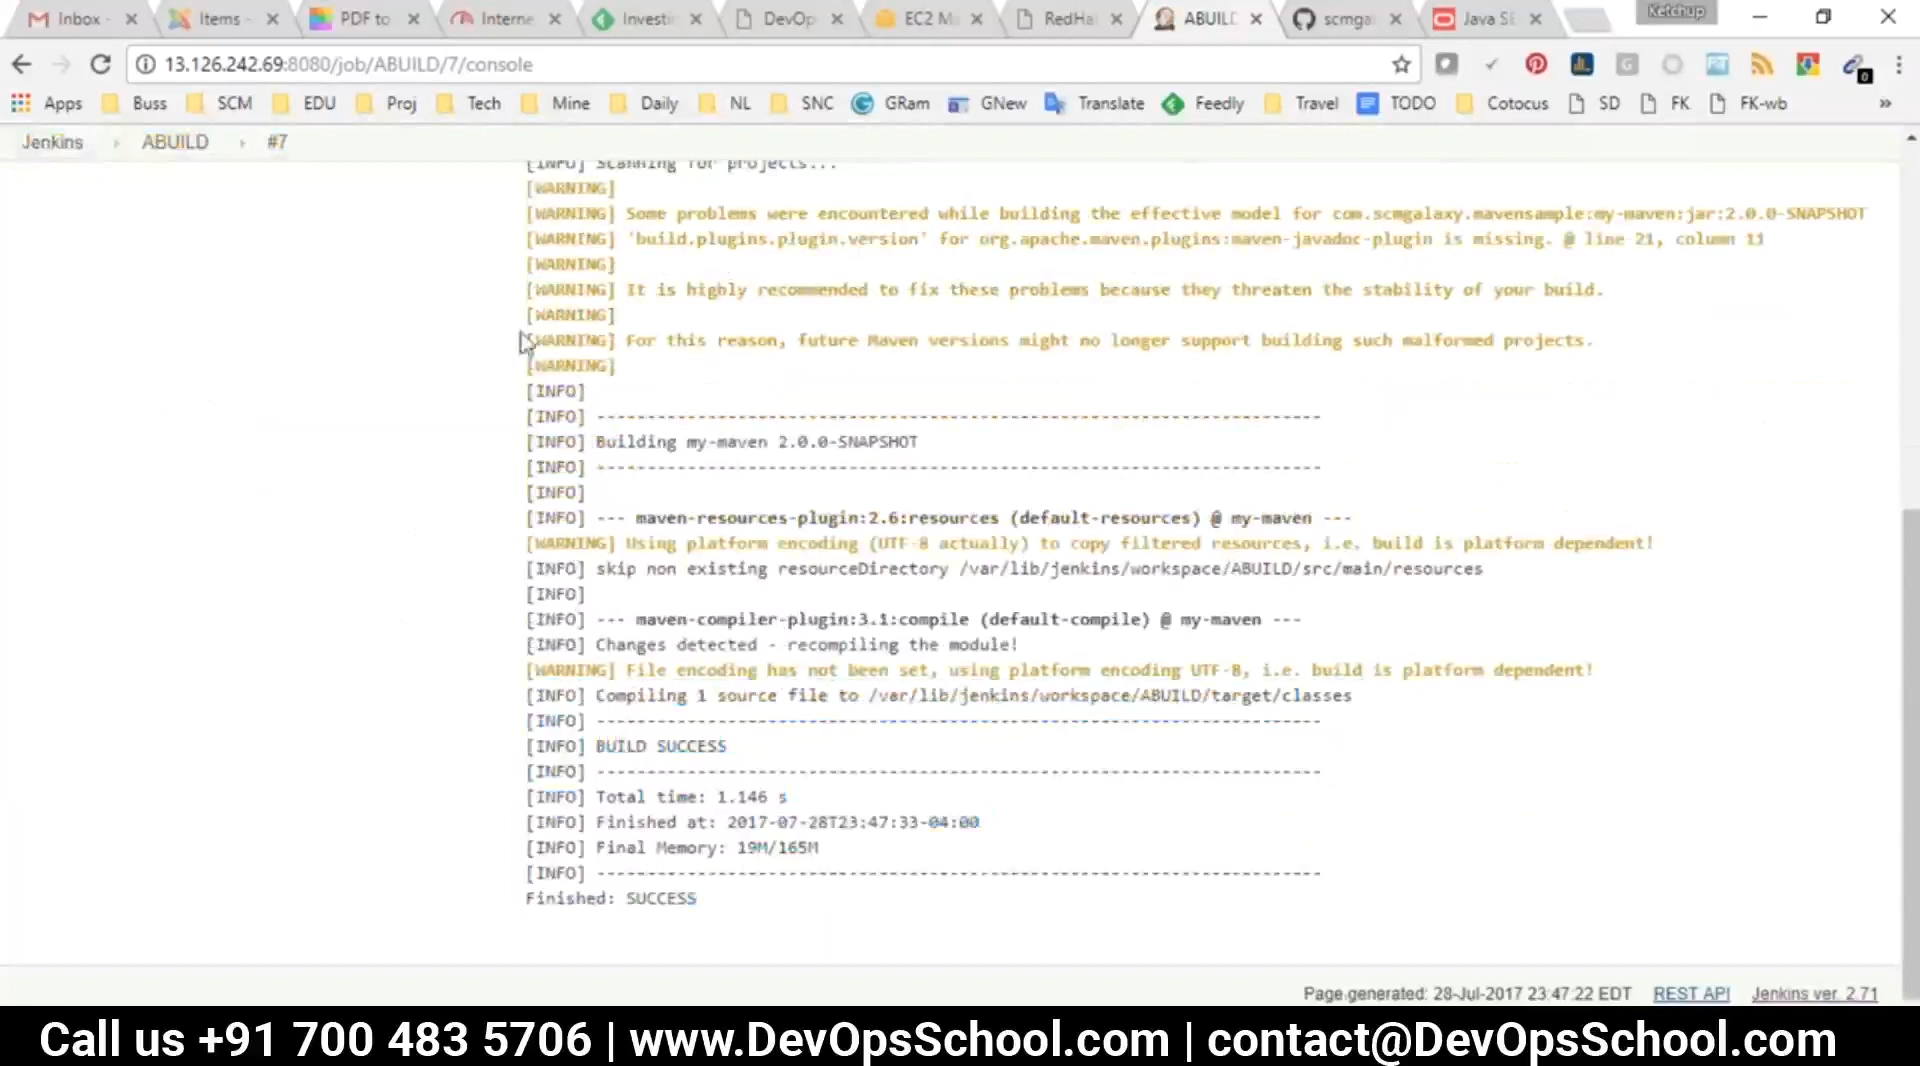 Inbox -
Items -
PDF to
Interne
Investi
DevOp
EC2 M
RedHa
ABUILD
scmga
Java SE
Ketchup
13.126.242.69:8080/job/ABUILD/7/console
0
Apps
Buss
SCM
EDU
Proj
Tech
Mine
Daily
NL
SNC
GRam
GNew
Translate
Feedly
Travel
TODO
Cotocus
SD
FK
FK-wb
»
Jenkins
ABUILD
#7
[INFO] Scanning for projects...
[WARNING]
[WARNING] Some problems were encountered while building the effective model for com.scmgalaxy.mavensample:my-maven:jar:2.0.0-SNAPSHOT
[WARNING] 'build.plugins.plugin.version' for org.apache.maven.plugins:maven-javadoc-plugin is missing. @ line 21, column 11
[WARNING]
[WARNING] It is highly recommended to fix these problems because they threaten the stability of your build.
[WARNING]
[WARNING] For this reason, future Maven versions might no longer support building such malformed projects.
[WARNING]
[INFO]
[INFO] ------------------------------------------------------------------------
[INFO] Building my-maven 2.0.0-SNAPSHOT
[INFO] ------------------------------------------------------------------------
[INFO]
[INFO] --- maven-resources-plugin:2.6:resources (default-resources) @ my-maven ---
[WARNING] Using platform encoding (UTF-8 actually) to copy filtered resources, i.e. build is platform dependent!
[INFO] skip non existing resourceDirectory /var/lib/jenkins/workspace/ABUILD/src/main/resources
[INFO]
[INFO] --- maven-compiler-plugin:3.1:compile (default-compile) @ my-maven ---
[INFO] Changes detected - recompiling the module!
[WARNING] File encoding has not been set, using platform encoding UTF-8, i.e. build is platform dependent!
[INFO] Compiling 1 source file to /var/lib/jenkins/workspace/ABUILD/target/classes
[INFO] ------------------------------------------------------------------------
[INFO] BUILD SUCCESS
[INFO] ------------------------------------------------------------------------
[INFO] Total time: 1.146 s
[INFO] Finished at: 2017-07-28T23:47:33-04:00
[INFO] Final Memory: 19M/165M
[INFO] ------------------------------------------------------------------------
Finished: SUCCESS
Page generated: 28-Jul-2017 23:47:22 EDT REST API Jenkins ver. 2.71
Call us +91 700 483 5706 | www.DevOpsSchool.com | contact@DevOpsSchool.com